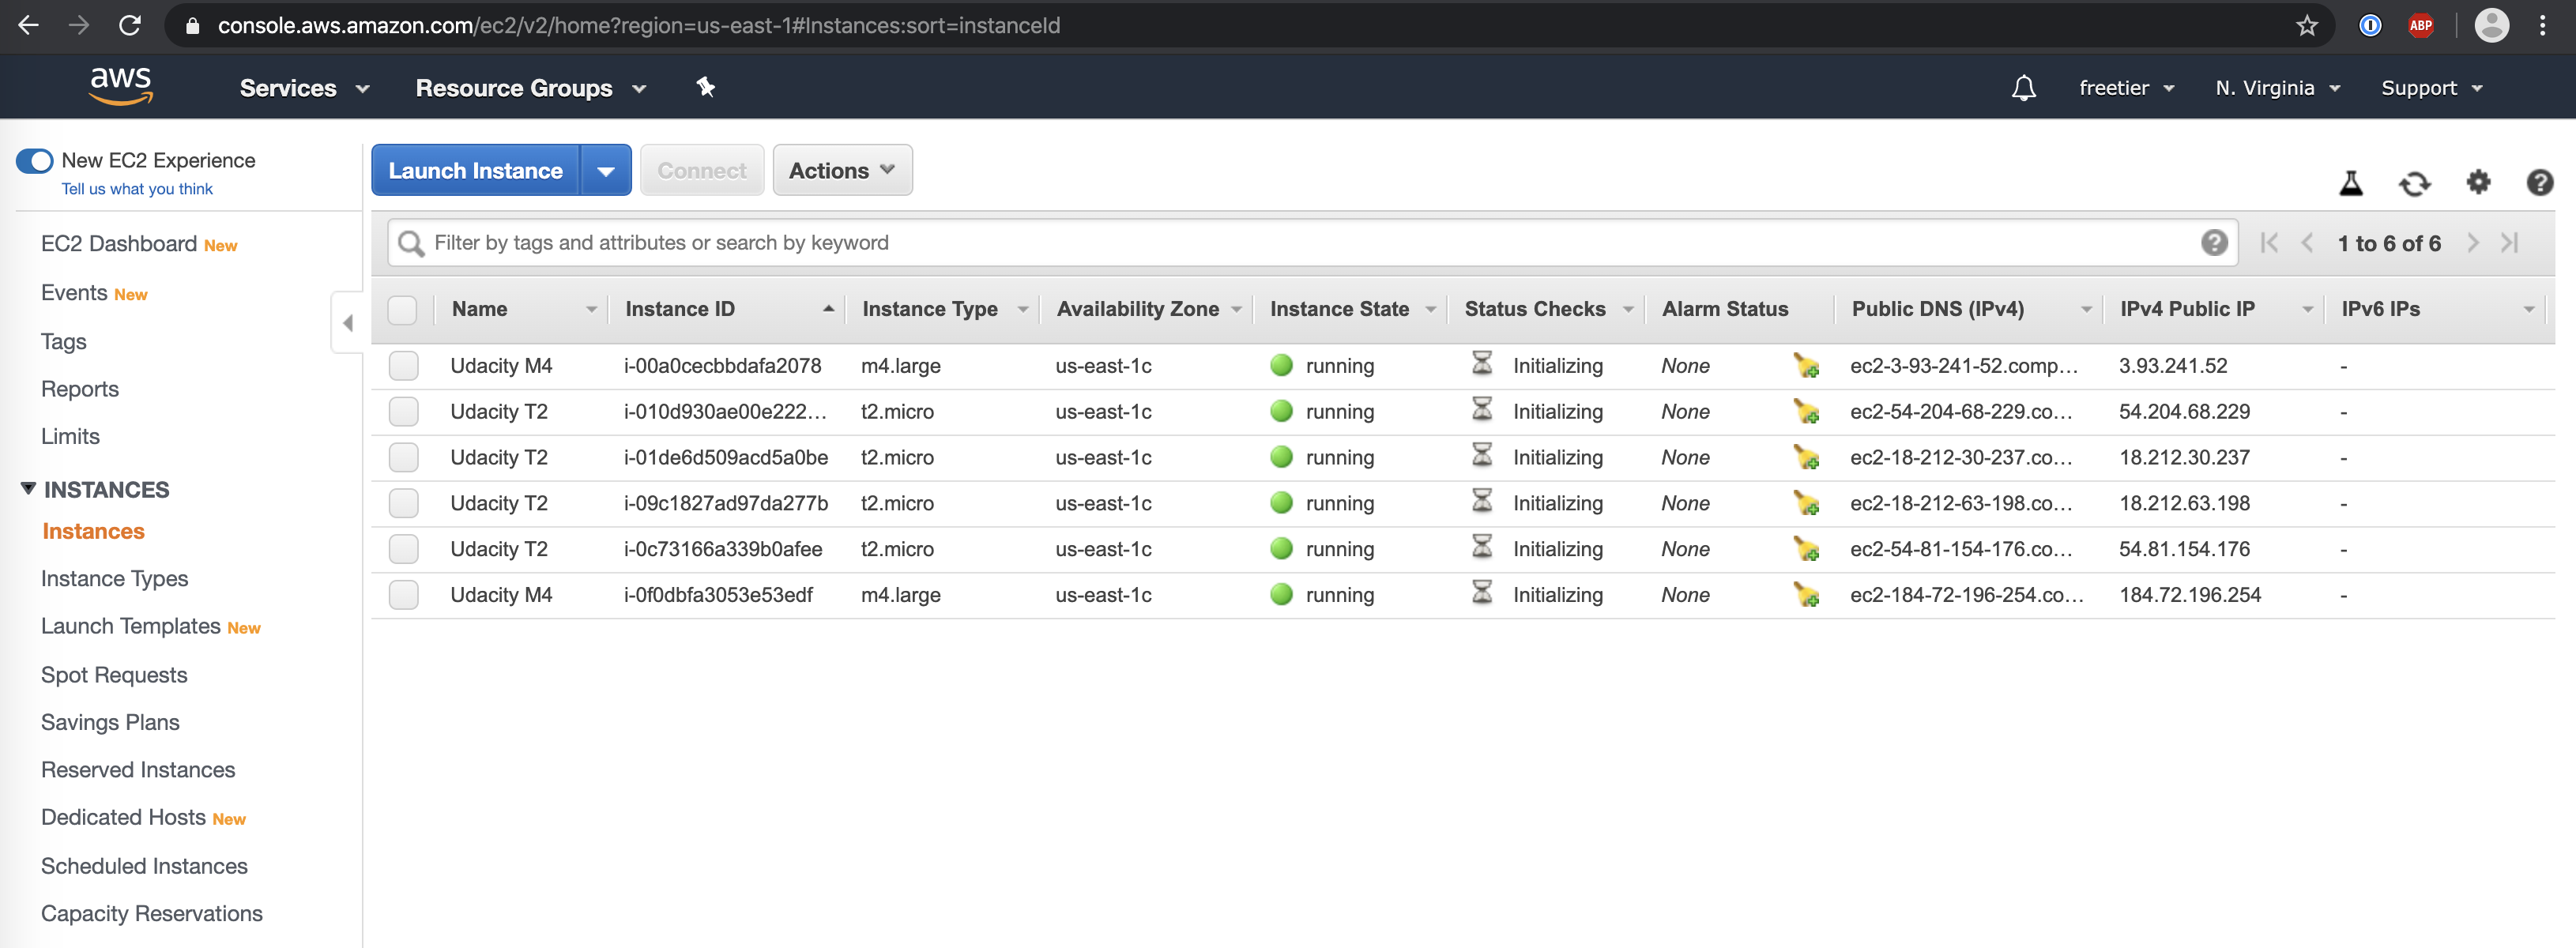 console.aws.amazon.com/ec2/v2/home?region=us-east-1#Instances:sort=instanceId
ABP
aws Services Resource Groups freetier N. Virginia Support
New EC2 Experience
Tell us what you think
EC2 Dashboard New
Events New
Tags
Reports
Limits
INSTANCES
Instances
Instance Types
Launch Templates New
Spot Requests
Savings Plans
Reserved Instances
Dedicated Hosts New
Scheduled Instances
Capacity Reservations
Launch Instance Connect Actions
Filter by tags and attributes or search by keyword 1 to 6 of 6
Name Instance ID Instance Type Availability Zone Instance State Status Checks Alarm Status Public DNS (IPv4) IPv4 Public IP IPv6 IPs
Udacity M4 i-00a0cecbbdafa2078 m4.large us-east-1c running Initializing None ec2-3-93-241-52.comp... 3.93.241.52 -
Udacity T2 i-010d930ae00e222... t2.micro us-east-1c running Initializing None ec2-54-204-68-229.co... 54.204.68.229 -
Udacity T2 i-01de6d509acd5a0be t2.micro us-east-1c running Initializing None ec2-18-212-30-237.co... 18.212.30.237 -
Udacity T2 i-09c1827ad97da277b t2.micro us-east-1c running Initializing None ec2-18-212-63-198.co... 18.212.63.198 -
Udacity T2 i-0c73166a339b0afee t2.micro us-east-1c running Initializing None ec2-54-81-154-176.co... 54.81.154.176 -
Udacity M4 i-0f0dbfa3053e53edf m4.large us-east-1c running Initializing None ec2-184-72-196-254.co... 184.72.196.254 -